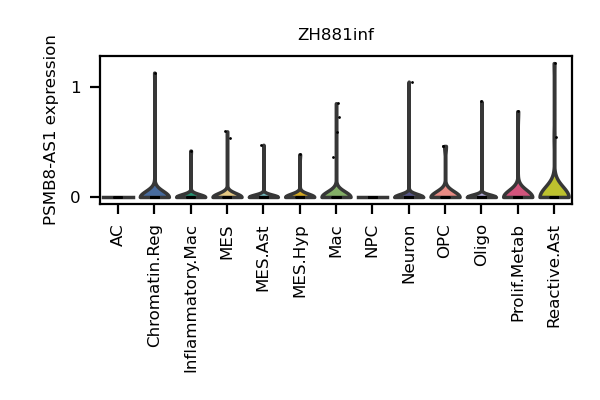 ZH881inf
PSMB8-AS1 expression
1
0
AC
Chromatin.Reg
Inflammatory.Mac
MES
MES.Ast
MES.Hyp
Mac
NPC
Neuron
OPC
Oligo
Prolif.Metab
Reactive.Ast